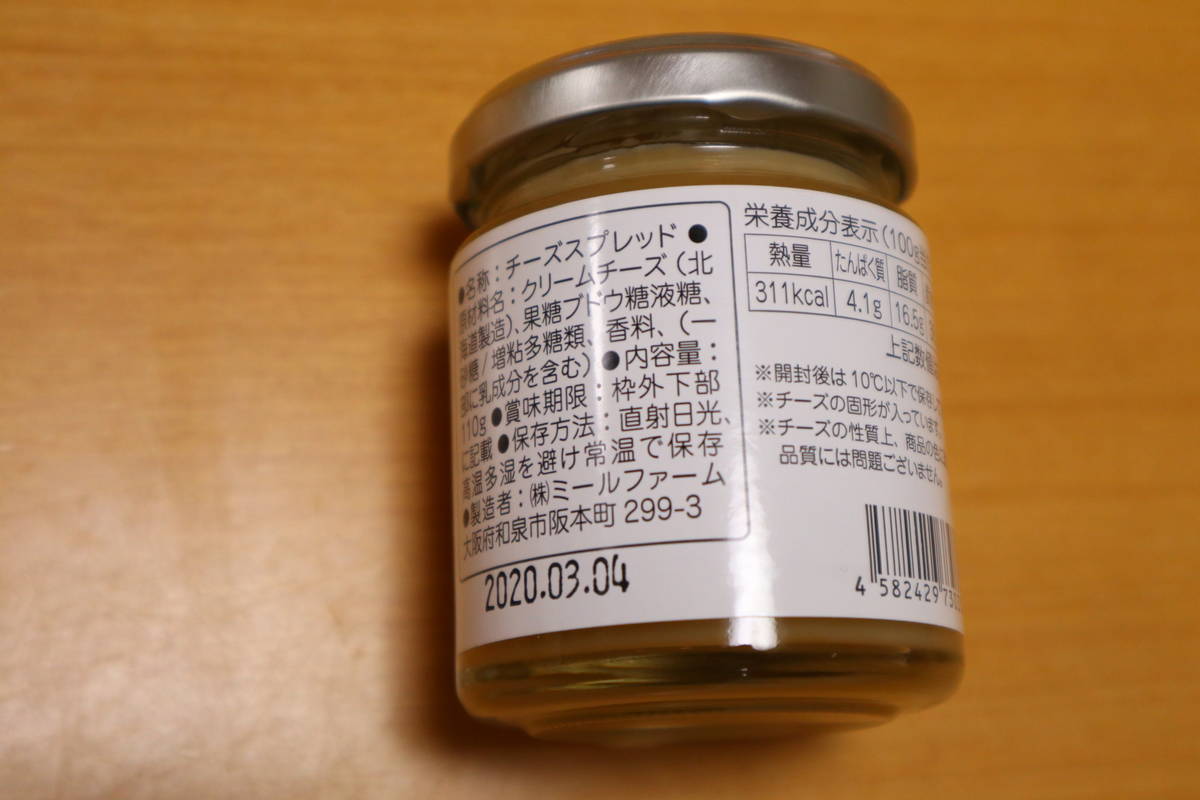 ●名称：チーズスプレッド ●
原材料名：クリームチーズ（北
海道製造）、果糖ブドウ糖液糖、
砂糖/増粘多糖類、香料、（一
部に乳成分を含む）●内容量：
110g ●賞味期限：枠外下部
に記載 ●保存方法：直射日光、
高温多湿を避け常温で保存
●製造者：㈱ミールファーム
大阪府和泉市阪本町 299-3
2020.03.04
栄養成分表示（100g
熱量 たんぱく質 脂質
311kcal 4.1g 16.5g
上記数値
※開封後は10℃以下で保存し
※チーズの固形が入っています
※チーズの性質上、商品の
品質には問題ございません。
4 582429 73